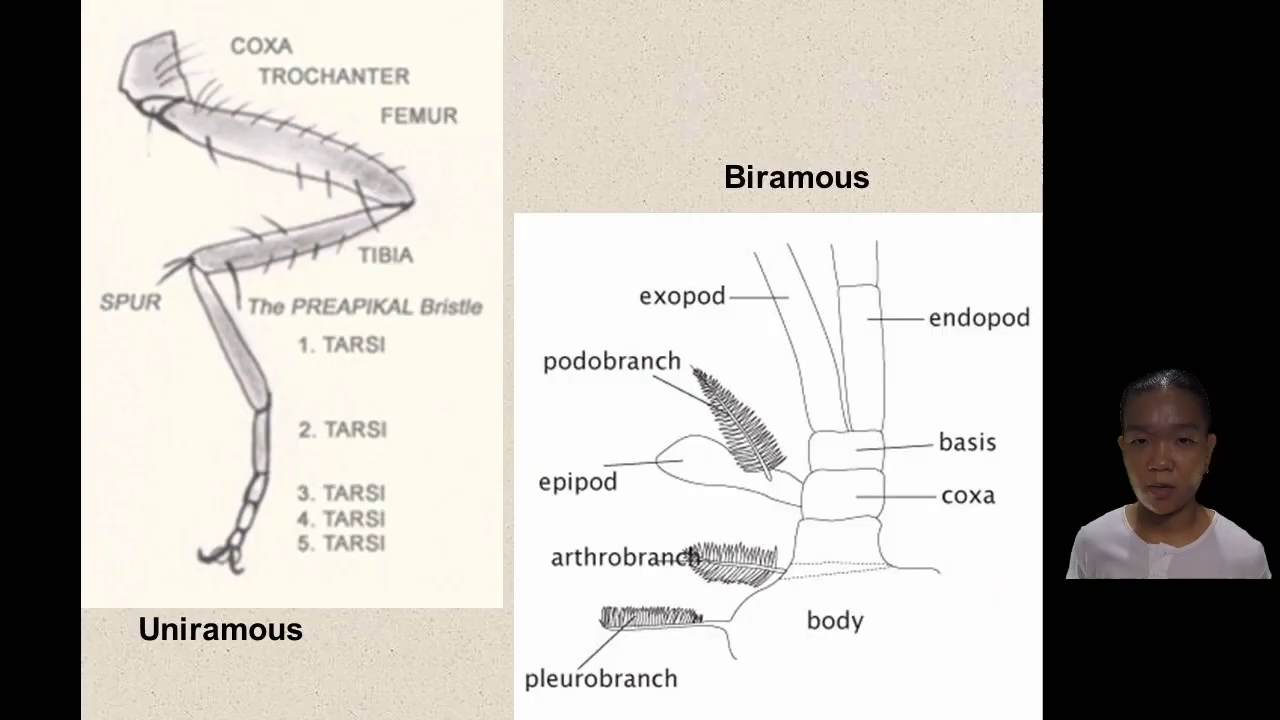 COXA
TROCHANTER
FEMUR
TIBIA
SPUR
The PREAPIKAL Bristle
1. TARSI
2. TARSI
3. TARSI
4. TARSI
5. TARSI
Uniramous
Biramous
exopod
endopod
podobranch
basis
epipod
coxa
arthrobranch
body
pleurobranch